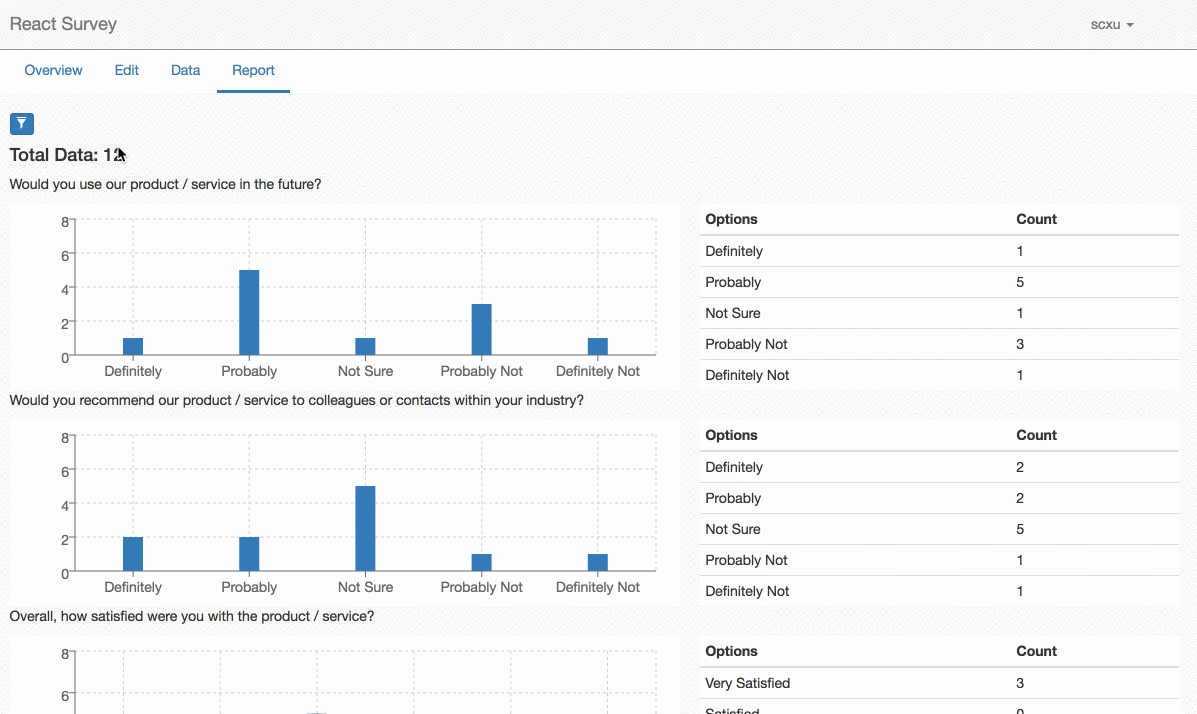 React Survey
scxu
Overview Edit Data Report
Total Data: 12
Would you use our product / service in the future?
8
6
4
2
0
Definitely Probably Not Sure Probably Not Definitely Not
Options Count
Definitely 1
Probably 5
Not Sure 1
Probably Not 3
Definitely Not 1
Would you recommend our product / service to colleagues or contacts within your industry?
8
6
4
2
0
Definitely Probably Not Sure Probably Not Definitely Not
Options Count
Definitely 2
Probably 2
Not Sure 5
Probably Not 1
Definitely Not 1
Overall, how satisfied were you with the product / service?
8
6
Options Count
Very Satisfied 3
Satisfied 0